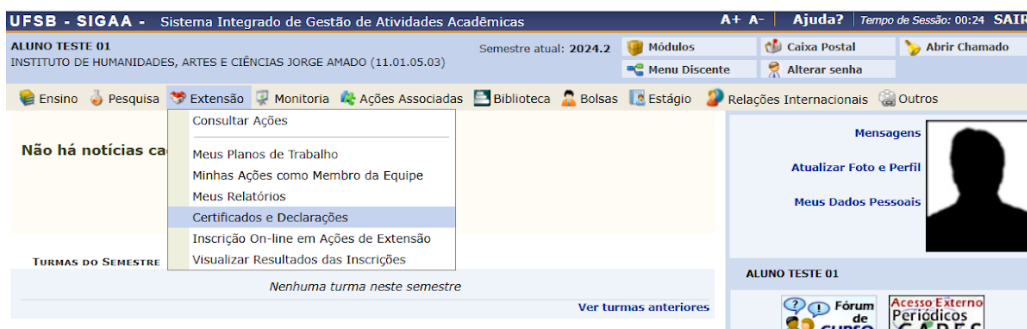 UFSB - SIGAA - Sistema Integrado de Gestão de Atividades Acadêmicas A+ A- Ajuda? Tempo de Sessão: 00:24 SAIR
ALUNO TESTE 01
INSTITUTO DE HUMANIDADES, ARTES E CIÊNCIAS JORGE AMADO (11.01.05.03)
Semestre atual: 2024.2
Módulos Caixa Postal Abrir Chamado
Menu Discente Alterar senha
Ensino Pesquisa Extensão Monitoria Ações Associadas Biblioteca Bolsas Estágio Relações Internacionais Outros
Consultar Ações
Meus Planos de Trabalho
Minhas Ações como Membro da Equipe
Meus Relatórios
Certificados e Declarações
Inscrição On-line em Ações de Extensão
Visualizar Resultados das Inscrições
Não há notícias ca
TURMAS DO SEMESTRE
Nenhuma turma neste semestre
Ver turmas anteriores
Mensagens
Atualizar Foto e Perfil
Meus Dados Pessoais
ALUNO TESTE 01
Fórum
de
CURSO
Acesso Externo
Periódicos
CAPES